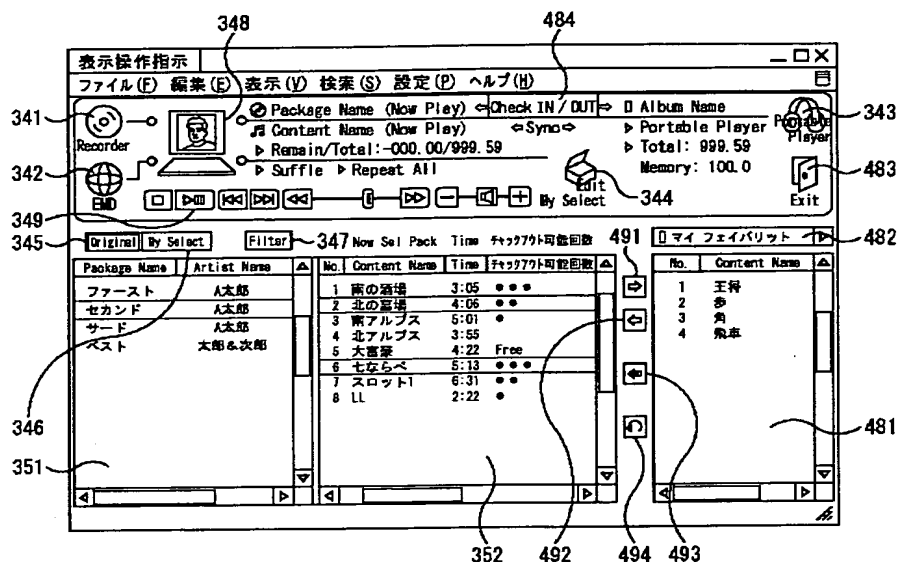 348
484
表示操作指示
ファイル(F) 編集(E) 表示(V) 検索(S) 設定(P) ヘルプ(H)
341
Recorder
Package Name (Now Play) ⇦Check IN/OUT⇨ Album Name
Content Name (Now Play) ⇦Sync⇨ Portable Player
Remain/Total:-000.00/999.59 Total: 999.59
Suffle Repeat All Memory: 100.0
Portable Player
343
342
EMD
Edit
By Select
344
Exit
483
349
345
Original By Select Filter 347 Now Sel Pack Time チャックアウト可能回数 491 マイ フェイバリット 482
Package Name Artist Name
ファースト A太郎
セカンド A太郎
サード A太郎
ベスト 太郎&次郎
No. Content Name Time チャックアウト可能回数
1 南の酒場 3:05 ●●●
2 北の墓場 4:06 ●●
3 南アルプス 5:01 ●
4 北アルプス 3:55
5 大富豪 4:22 Free
6 七ならべ 5:13 ●●●
7 スロット1 6:31 ●●
8 LL 2:22 ●
No. Content Name
1 王将
2 歩
3 角
4 飛車
346
351
481
352 492 494 493